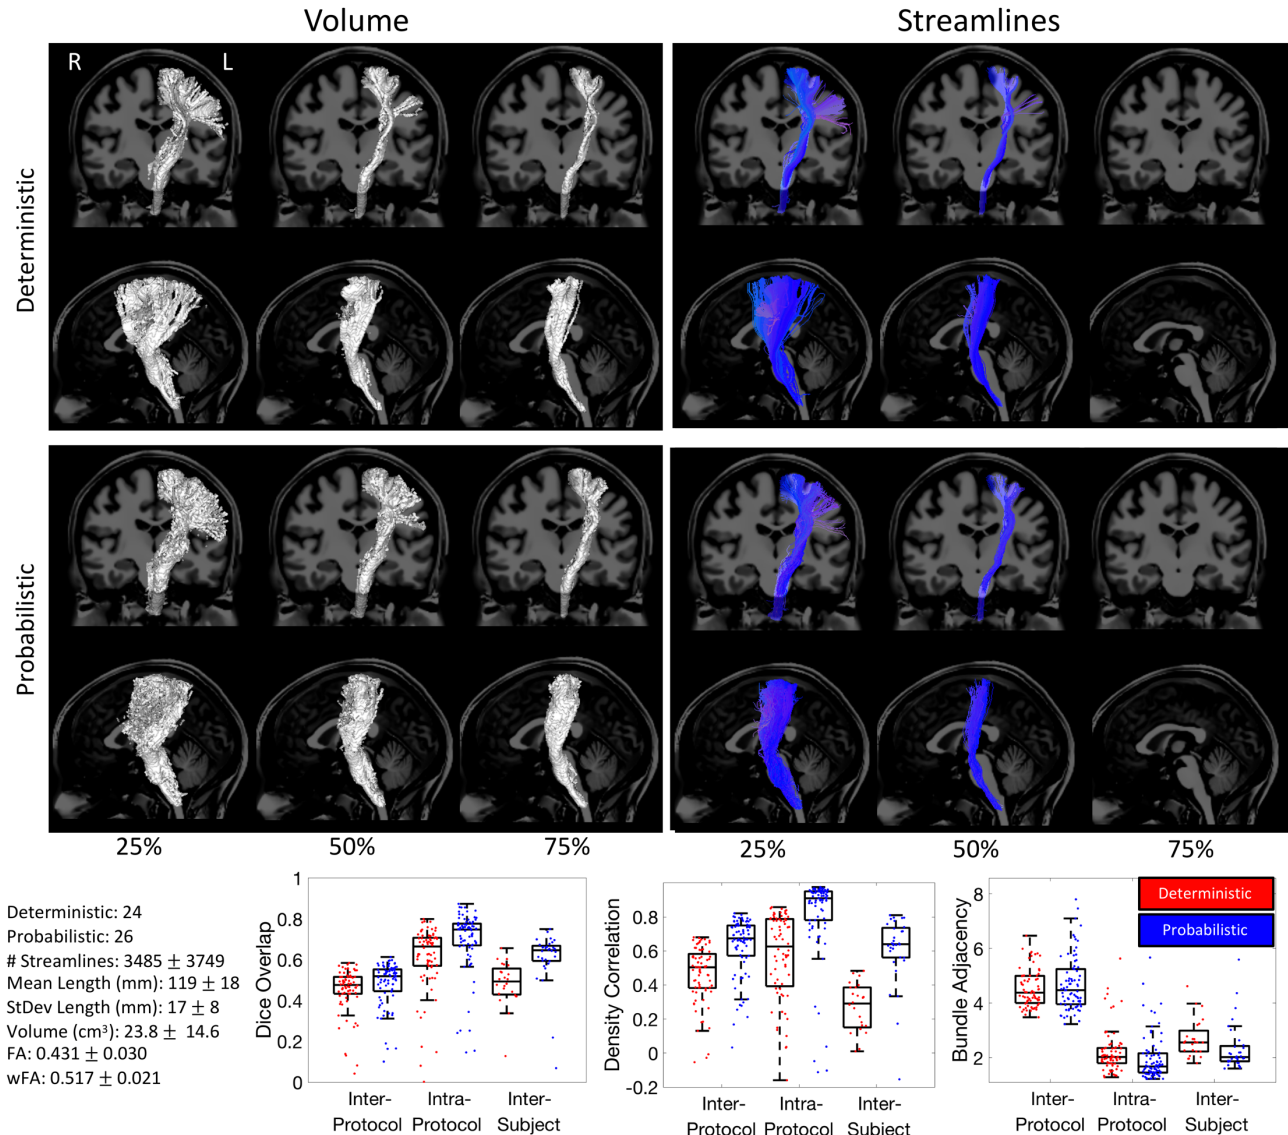 Volume
Streamlines
R
L
Deterministic
Probabilistic
25%
50%
75%
25%
50%
75%
Deterministic: 24
Probabilistic: 26
# Streamlines: 3485 ± 3749
Mean Length (mm): 119 ± 18
StDev Length (mm): 17 ± 8
Volume (cm³): 23.8 ± 14.6
FA: 0.431 ± 0.030
wFA: 0.517 ± 0.021
Dice Overlap
1
0.8
0.6
0.4
0.2
0
Inter-
Protocol
Intra-
Protocol
Inter-
Subject
Density Correlation
0.8
0.6
0.4
0.2
0
-0.2
Inter-
Protocol
Intra-
Protocol
Inter-
Subject
Bundle Adjacency
8
6
4
2
Deterministic
Probabilistic
Inter-
Protocol
Intra-
Protocol
Inter-
Subject